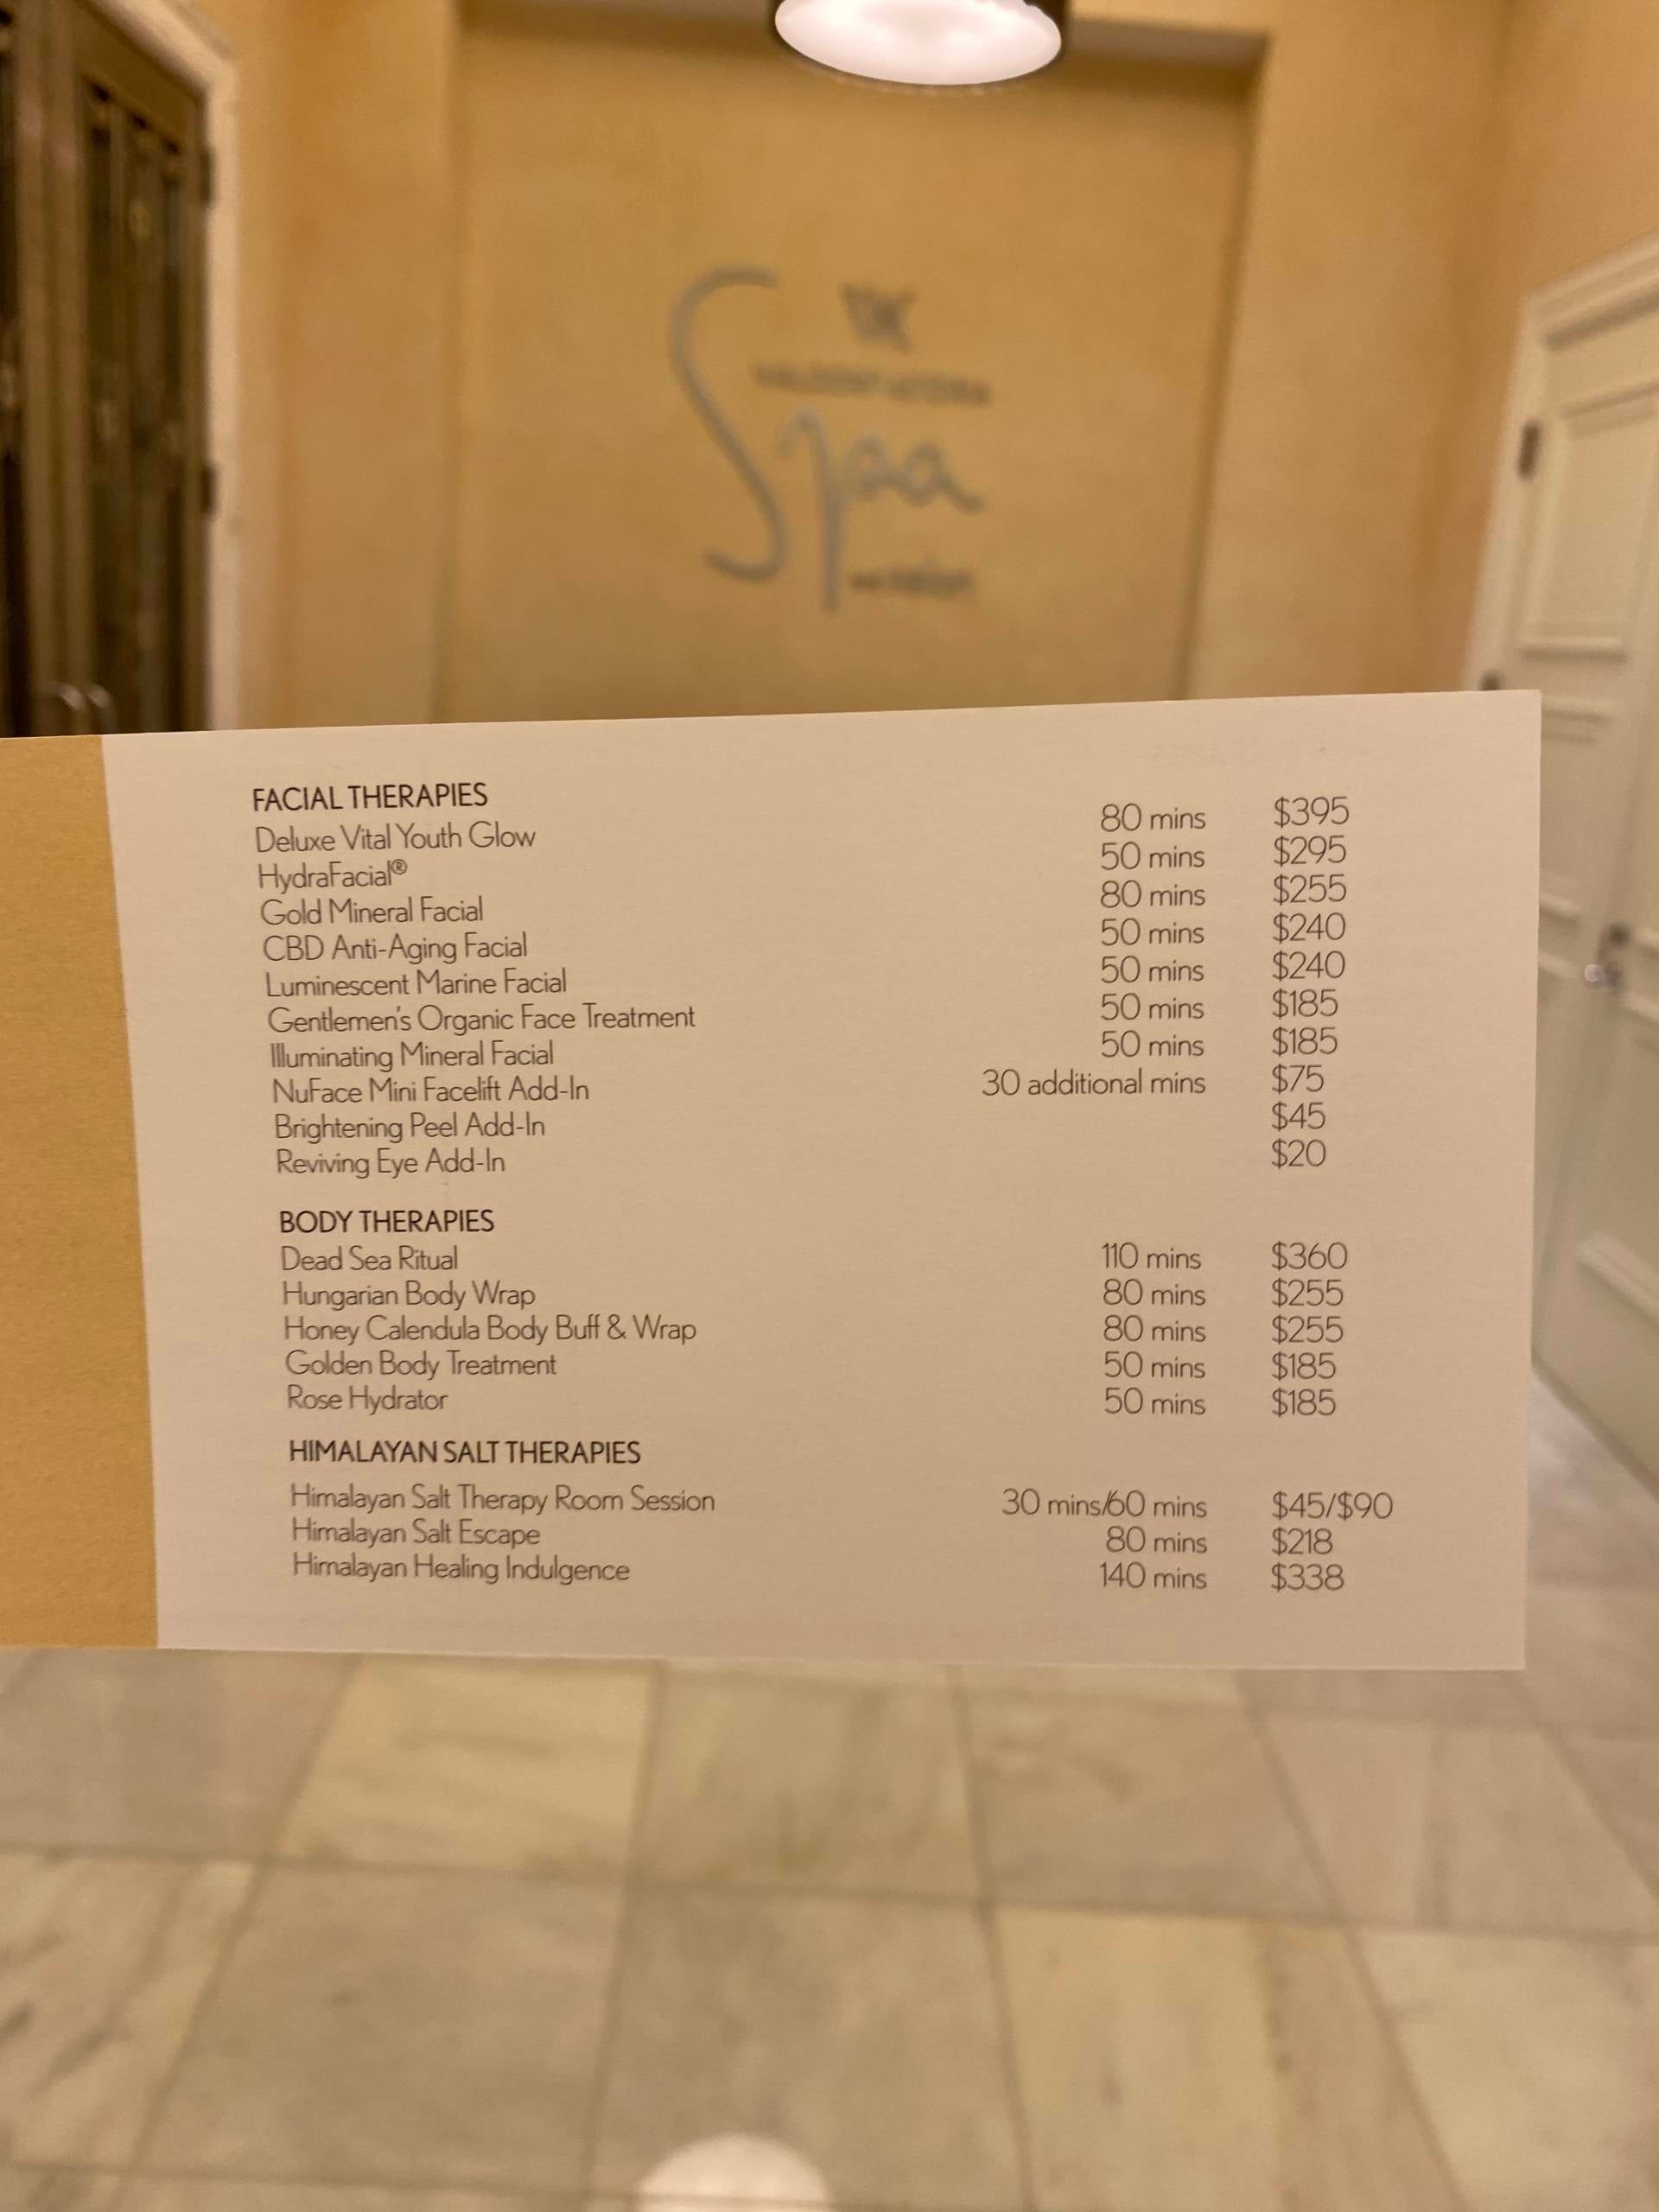 WALDORF ASTORIA
Spa
FACIAL THERAPIES
Deluxe Vital Youth Glow 80 mins $395
HydraFacial® 50 mins $295
Gold Mineral Facial 80 mins $255
CBD Anti-Aging Facial 50 mins $240
Luminescent Marine Facial 50 mins $240
Gentlemen's Organic Face Treatment 50 mins $185
Illuminating Mineral Facial 50 mins $185
NuFace Mini Facelift Add-In 30 additional mins $75
Brightening Peel Add-In $45
Reviving Eye Add-In $20
BODY THERAPIES
Dead Sea Ritual 110 mins $360
Hungarian Body Wrap 80 mins $255
Honey Calendula Body Buff & Wrap 80 mins $255
Golden Body Treatment 50 mins $185
Rose Hydrator 50 mins $185
HIMALAYAN SALT THERAPIES
Himalayan Salt Therapy Room Session 30 mins/60 mins $45/$90
Himalayan Salt Escape 80 mins $218
Himalayan Healing Indulgence 140 mins $338